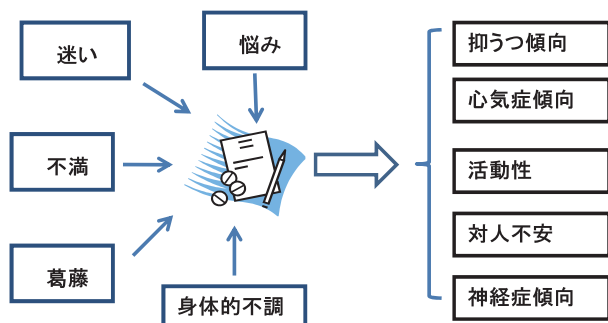 迷い
悩み
不満
葛藤
身体的不調
抑うつ傾向
心気症傾向
活動性
対人不安
神経症傾向